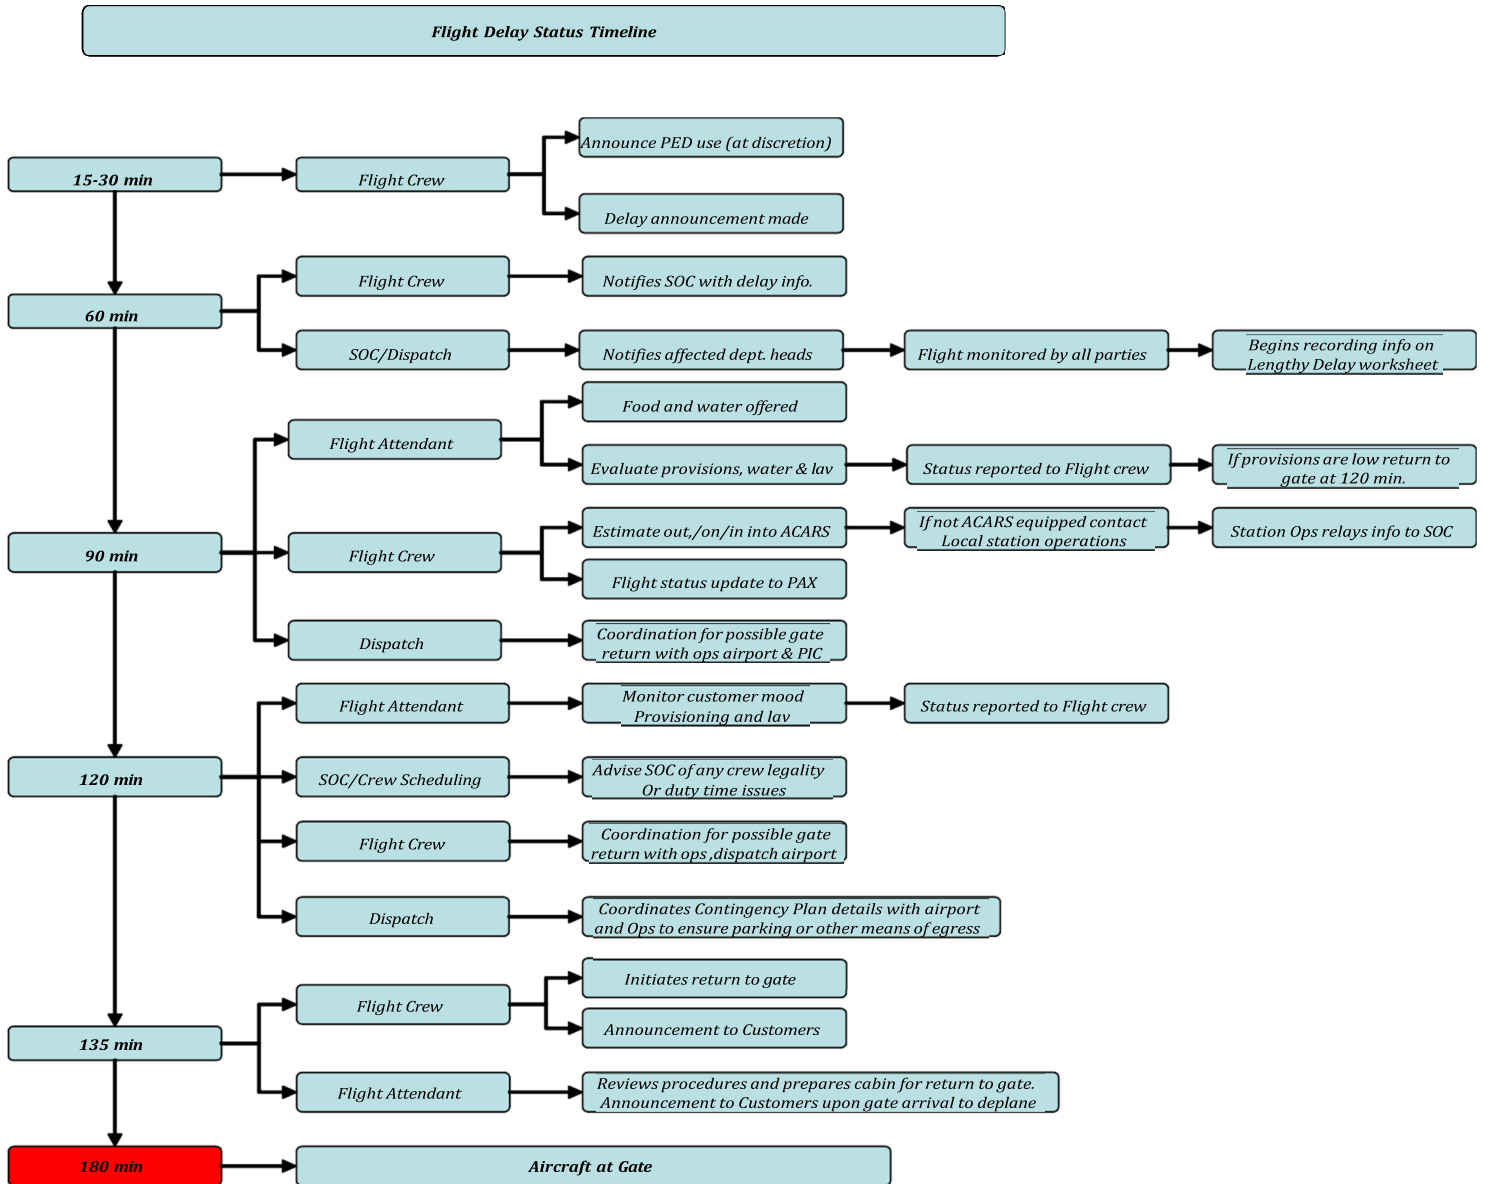 Flight Delay Status Timeline
Announce PED use (at discretion)
15-30 min
Flight Crew
Delay announcement made
Flight Crew
Notifies SOC with delay info.
60 min
SOC/Dispatch
Notifies affected dept. heads
Flight monitored by all parties
Begins recording info on
Lengthy Delay worksheet
Food and water offered
Flight Attendant
Evaluate provisions, water & lav
Status reported to Flight crew
If provisions are low return to
gate at 120 min.
90 min
Flight Crew
Estimate out,/on/in into ACARS
If not ACARS equipped contact
Local station operations
Station Ops relays info to SOC
Flight status update to PAX
Dispatch
Coordination for possible gate
return with ops airport & PIC
Flight Attendant
Monitor customer mood
Provisioning and lav
Status reported to Flight crew
120 min
SOC/Crew Scheduling
Advise SOC of any crew legality
Or duty time issues
Flight Crew
Coordination for possible gate
return with ops ,dispatch airport
Dispatch
Coordinates Contingency Plan details with airport
and Ops to ensure parking or other means of egress
Initiates return to gate
Flight Crew
Announcement to Customers
135 min
Flight Attendant
Reviews procedures and prepares cabin for return to gate.
Announcement to Customers upon gate arrival to deplane
180 min
Aircraft at Gate